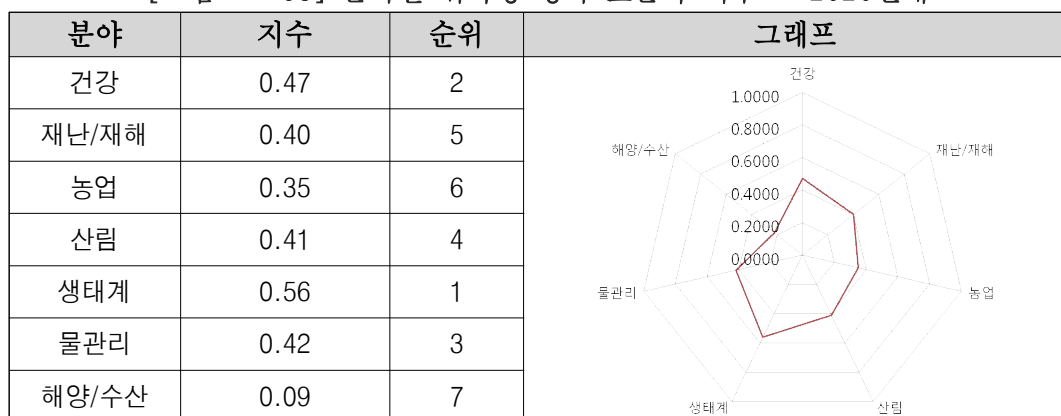 분야 지수 순위 그래프
건강 0.47 2
재난/재해 0.40 5
농업 0.35 6
산림 0.41 4
생태계 0.56 1
물관리 0.42 3
해양/수산 0.09 7
건강
1.0000
0.8000
해양/수산 재난/재해
0.6000
0.4000
0.2000
0.0000
물관리 농업
생태계 산림